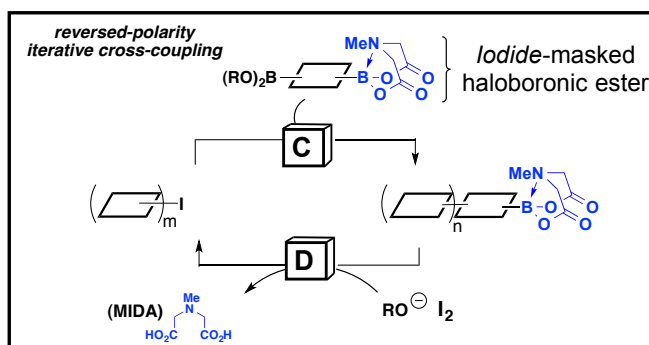 reversed-polarity
iterative cross-coupling
Iodide-masked
haloboronic ester
(RO)₂B
MeN
B
O
O
O
O
C
( )m I
( )n
MeN
B
O
O
O
O
D
(MIDA)
Me
N
HO₂C
CO₂H
RO⊖ I₂